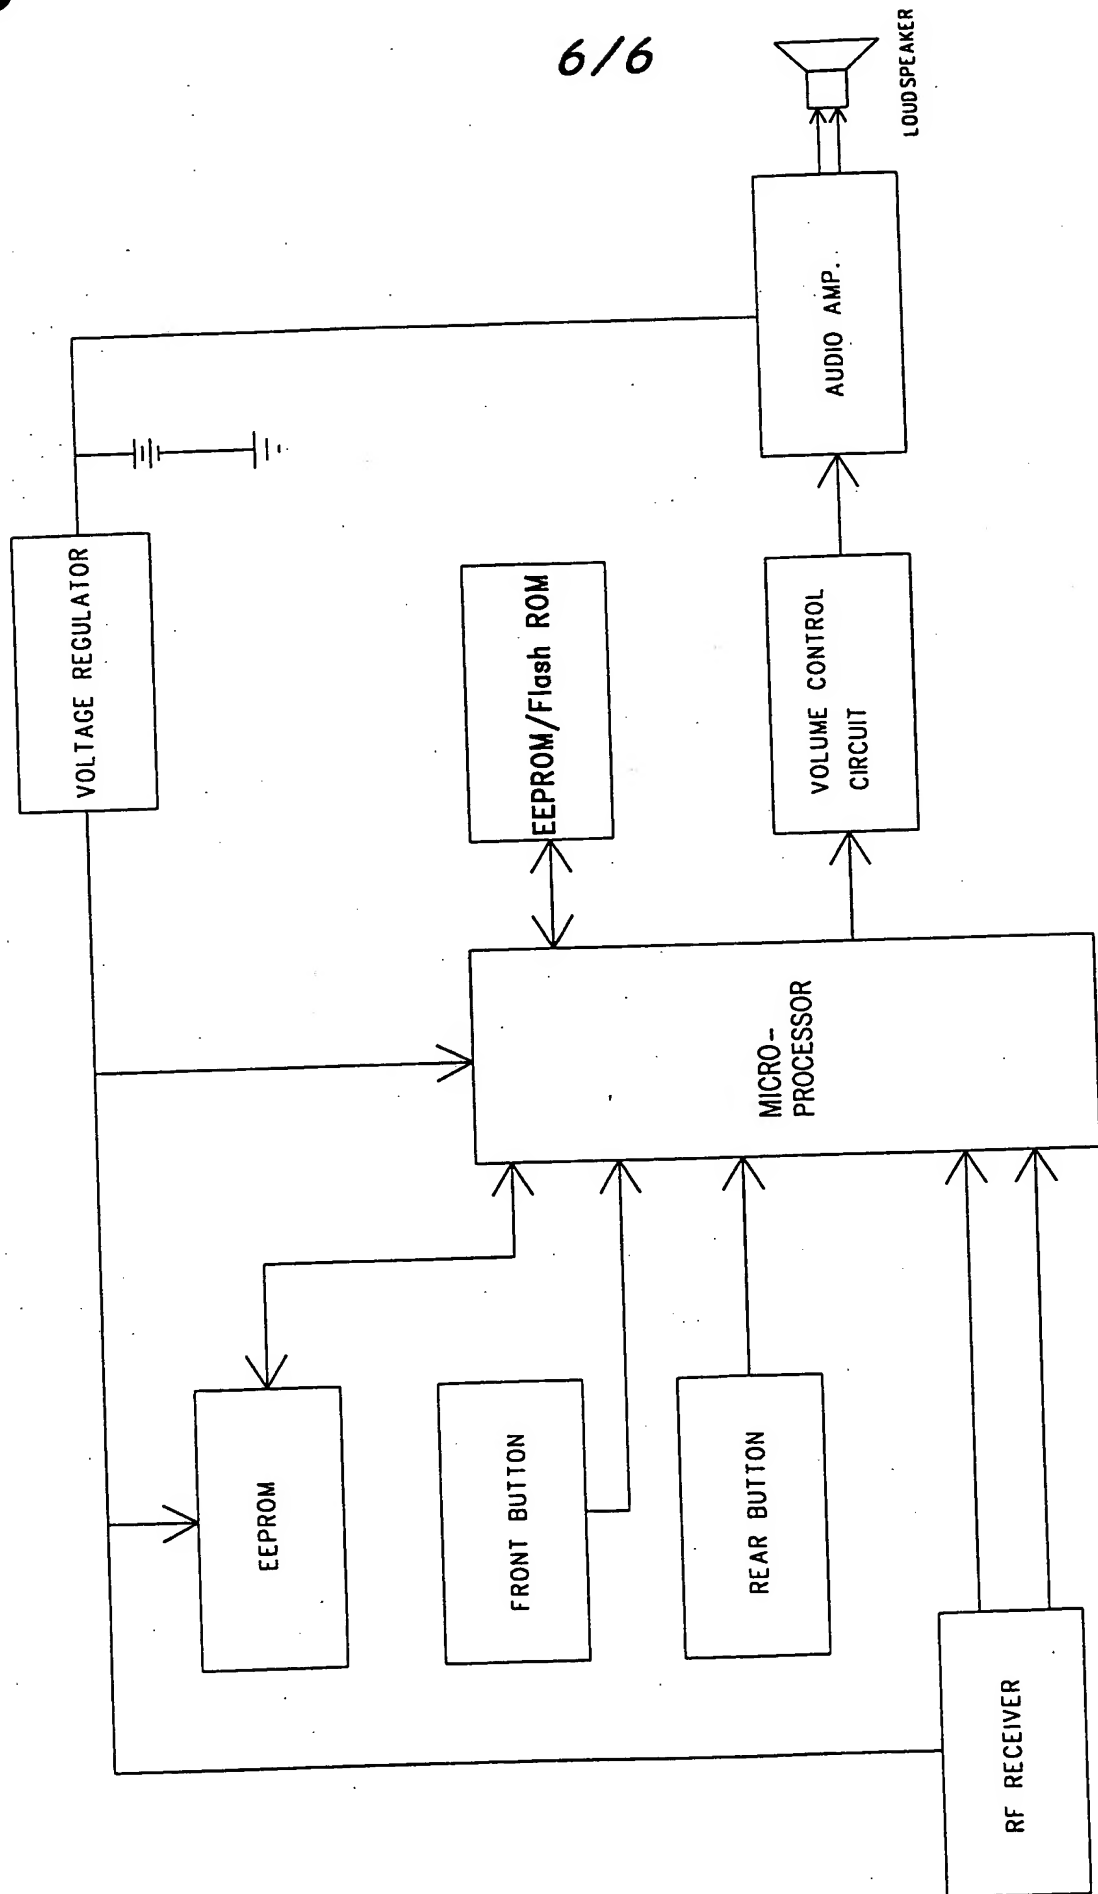 6/6
VOLTAGE REGULATOR
EEPROM
FRONT BUTTON
REAR BUTTON
RF RECEIVER
MICRO-
PROCESSOR
EEPROM/Flash ROM
VOLUME CONTROL
CIRCUIT
AUDIO AMP.
LOUDSPEAKER